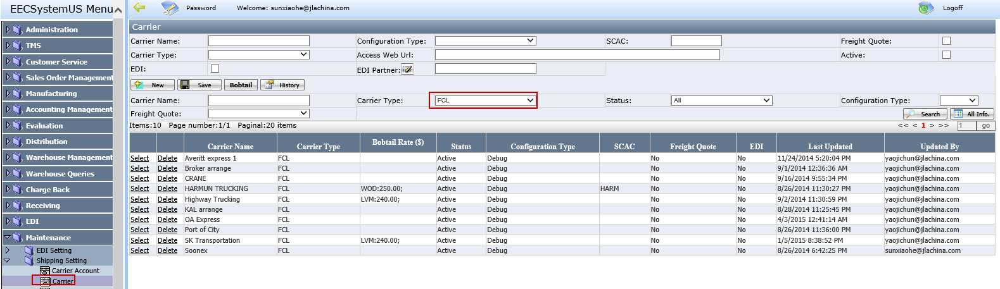 EECSystemUS Menu
Password Welcome: sunxiaohe@jlachina.com Logoff
Administration
TMS
Customer Service
Sales Order Management
Manufacturing
Accounting Management
Evaluation
Distribution
Warehouse Management
Warehouse Queries
Charge Back
Receiving
EDI
Maintenance
EDI Setting
Shipping Setting
Carrier Account
Carrier
Carrier
Carrier Name: Configuration Type: SCAC: Freight Quote:
Carrier Type: Access Web Url: Active:
EDI: EDI Partner:
New Save Bobtail History
Carrier Name: Carrier Type: FCL Status: All Configuration Type:
Freight Quote:
Search All Info.
Items:10 Page number:1/1 Paginal:20 items << < 1 > >> 1 go
Carrier Name Carrier Type Bobtail Rate ($) Status Configuration Type SCAC Freight Quote EDI Last Updated Updated By
Select Delete Averitt express 1 FCL Active Debug No No 11/24/2014 5:20:04 PM yaojichun@jlachina.com
Select Delete Broker arrange FCL Active Debug No No 9/1/2014 12:36:36 AM yaojichun@jlachina.com
Select Delete CRANE FCL Active Debug No No 9/16/2014 9:55:34 PM yaojichun@jlachina.com
Select Delete HARMUN TRUCKING FCL WOD:250.00; Active Debug HARM No No 8/26/2014 11:30:27 PM yaojichun@jlachina.com
Select Delete Highway Trucking FCL LVM:240.00; Active Debug No No 9/2/2014 11:30:59 PM yaojichun@jlachina.com
Select Delete KAL arrange FCL Active Debug No No 8/28/2014 11:25:45 PM yaojichun@jlachina.com
Select Delete OA Express FCL Active Debug No No 4/3/2015 12:41:14 AM yaojichun@jlachina.com
Select Delete Port of City FCL Active Debug No No 8/26/2014 11:36:00 PM yaojichun@jlachina.com
Select Delete SK Transportation FCL LVM:240.00; Active Debug No No 1/5/2015 8:38:52 PM yaojichun@jlachina.com
Select Delete Soonex FCL Active Debug No No 8/26/2014 6:42:25 PM sunxiaohe@jlachina.com